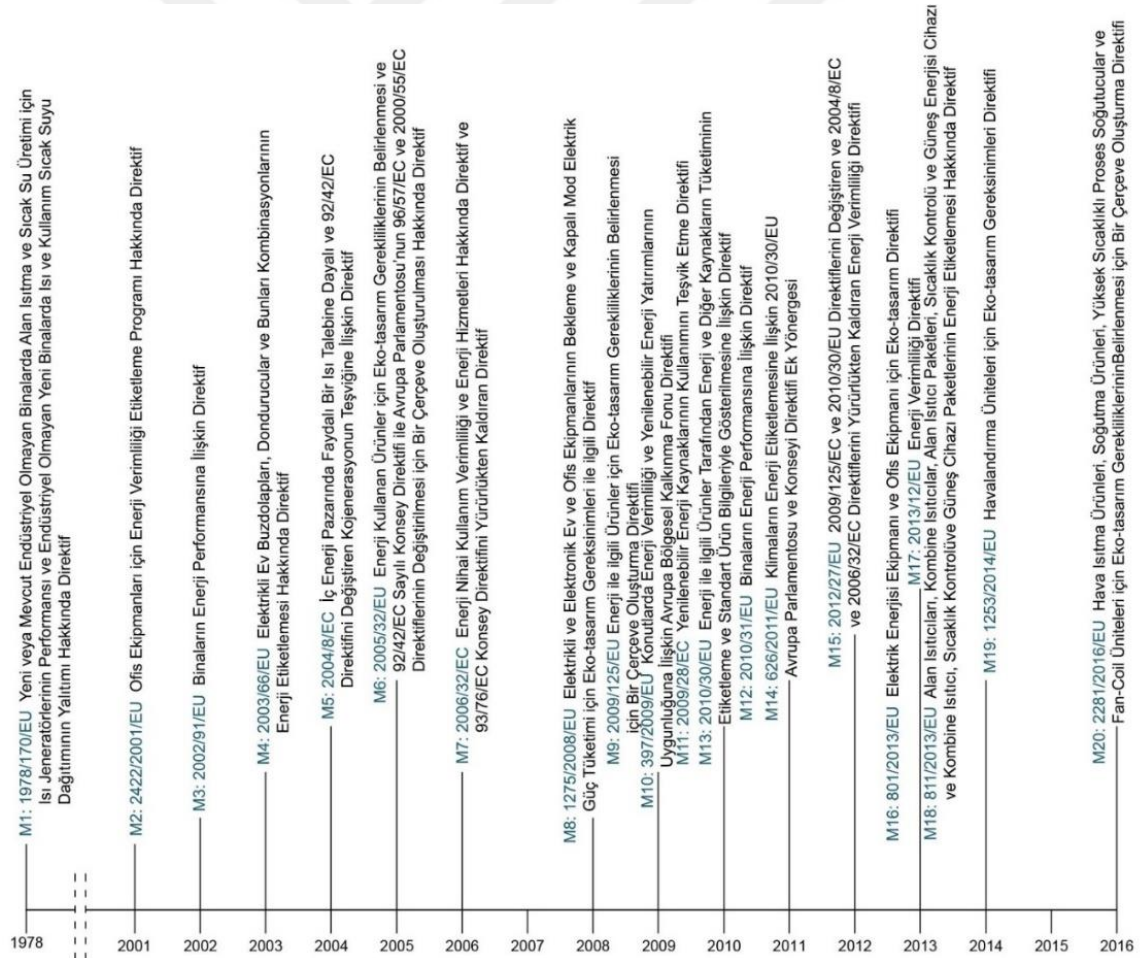 1978
M1: 1978/170/EU Yeni veya Mevcut Endüstriyel Olmayan Binalarda Alan Isıtma ve Sıcak Su Üretimi için
Isı Jeneratörlerinin Performansı ve Endüstriyel Olmayan Yeni Binalarda Isı ve Kullanım Sıcak Suyu
Dağıtımının Yalıtımı Hakkında Direktif
2001
M2: 2422/2001/EU Ofis Ekipmanları için Enerji Verimliliği Etiketleme Programı Hakkında Direktif
2002
M3: 2002/91/EU Binaların Enerji Performansına İlişkin Direktif
2003
M4: 2003/66/EU Elektrikli Ev Buzdolapları, Dondurucular ve Bunları Kombinasyonlarının
Enerji Etiketlemesi Hakkında Direktif
2004
M5: 2004/8/EC İç Enerji Pazarında Faydalı Bir Isı Talebine Dayalı ve 92/42/EC
Direktifini Değiştiren Kojenerasyonun Teşviğine İlişkin Direktif
2005
M6: 2005/32/EU Enerji Kullanan Ürünler için Eko-tasarım Gerekliliklerinin Belirlenmesi ve
92/42/EC Sayılı Konsey Direktifi ile Avrupa Parlamentosu'nun 96/57/EC ve 2000/55/EC
Direktiflerinin Değiştirilmesi için Bir Çerçeve Oluşturulması Hakkında Direktif
2006
M7: 2006/32/EC Enerji Nihai Kullanım Verimliliği ve Enerji Hizmetleri Hakkında Direktif ve
93/76/EC Konsey Direktifini Yürürlükten Kaldıran Direktif
2007
2008
M8: 1275/2008/EU Elektrikli ve Elektronik Ev ve Ofis Ekipmanlarının Bekleme ve Kapalı Mod Elektrik
Güç Tüketimi için Eko-tasarım Gereksinimleri ile ilgili Direktif
2009
M9: 2009/125/EU Enerji ile ilgili Ürünler için Eko-tasarım Gerekliliklerinin Belirlenmesi
için Bir Çerçeve Oluşturma Direktifi
M10: 397/2009/EU Konutlarda Enerji Verimliliği ve Yenilenebilir Enerji Yatırımlarının
Uygunluğuna İlişkin Avrupa Bölgesel Kalkınma Fonu Direktifi
M11: 2009/28/EC Yenilenebilir Enerji Kaynaklarının Kullanımını Teşvik Etme Direktifi
2010
M13: 2010/30/EU Enerji ile ilgili Ürünler Tarafından Enerji ve Diğer Kaynakların Tüketiminin
Etiketleme ve Standart Ürün Bilgileriyle Gösterilmesine İlişkin Direktif
M12: 2010/31/EU Binaların Enerji Performansına İlişkin Direktif
2011
M14: 626/2011/EU Klimaların Enerji Etiketlemesine İlişkin 2010/30/EU
Avrupa Parlamentosu ve Konseyi Direktifi Ek Yönergesi
2012
M15: 2012/27/EU 2009/125/EC ve 2010/30/EU Direktiflerini Değiştiren ve 2004/8/EC
ve 2006/32/EC Direktiflerini Yürürlükten Kaldıran Enerji Verimliliği Direktifi
2013
M16: 801/2013/EU Elektrik Enerjisi Ekipmanı ve Ofis Ekipmanı için Eko-tasarım Direktifi
M17: 2013/12/EU Enerji Verimliliği Direktifi
M18: 811/2013/EU Alan Isıtıcıları, Kombine Isıtıcılar, Alan Isıtıcı Paketleri, Sıcaklık Kontrolü ve Güneş Enerjisi Cihazı
ve Kombine Isıtıcı, Sıcaklık Kontrolüve Güneş Cihazı Paketlerinin Enerji Etiketlemesi Hakkında Direktif
2014
M19: 1253/2014/EU Havalandırma Üniteleri için Eko-tasarım Gereksinimleri Direktifi
2015
2016
M20: 2281/2016/EU Hava Isıtma Ürünleri, Soğutma Ürünleri, Yüksek Sıcaklıklı Proses Soğutucular ve
Fan-Coil Üniteleri için Eko-tasarım GerekliliklerininBelirlenmesi için Bir Çerçeve Oluşturma Direktifi